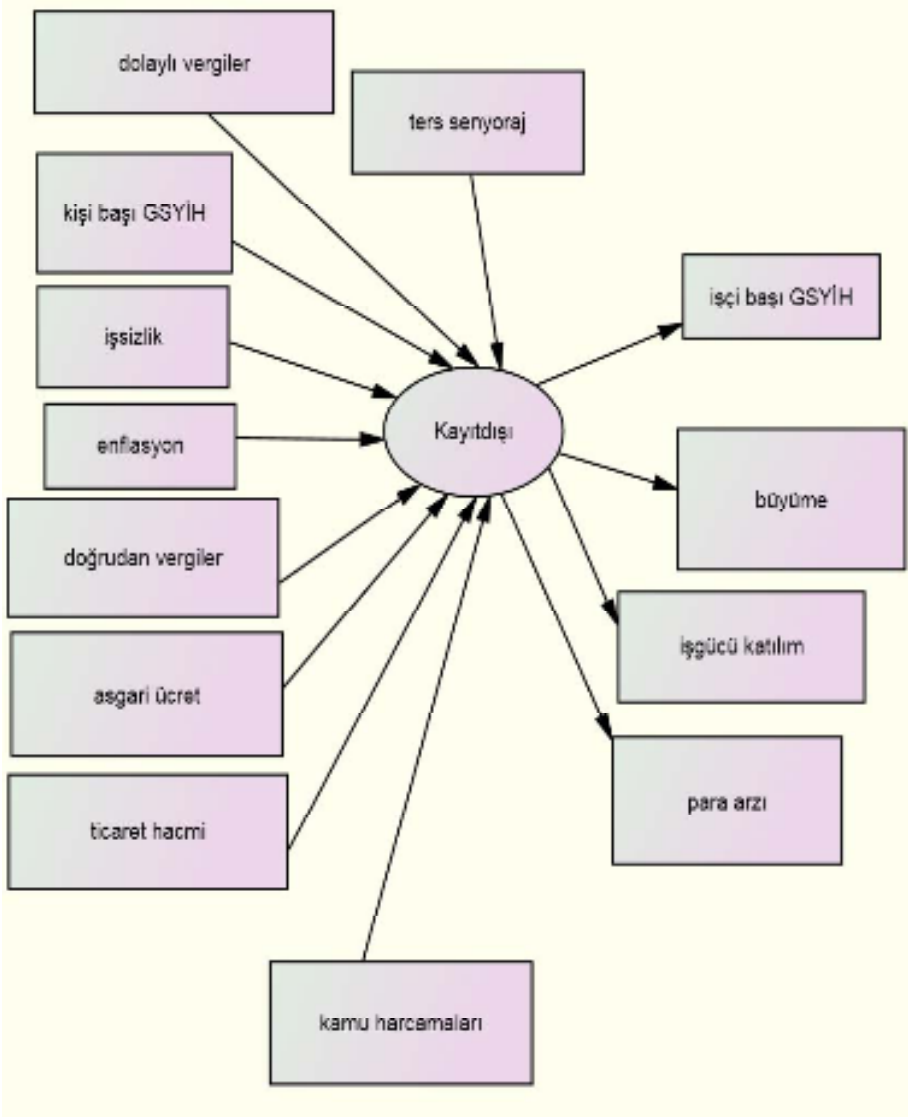 dolaylı vergiler
ters senyoraj
kişi başı GSYİH
işsizlik
enflasyon
doğrudan vergiler
asgari ücret
ticaret hacmi
kamu harcamaları
Kayıtdışı
işçi başı GSYİH
büyüme
işgücü katılım
para arzı